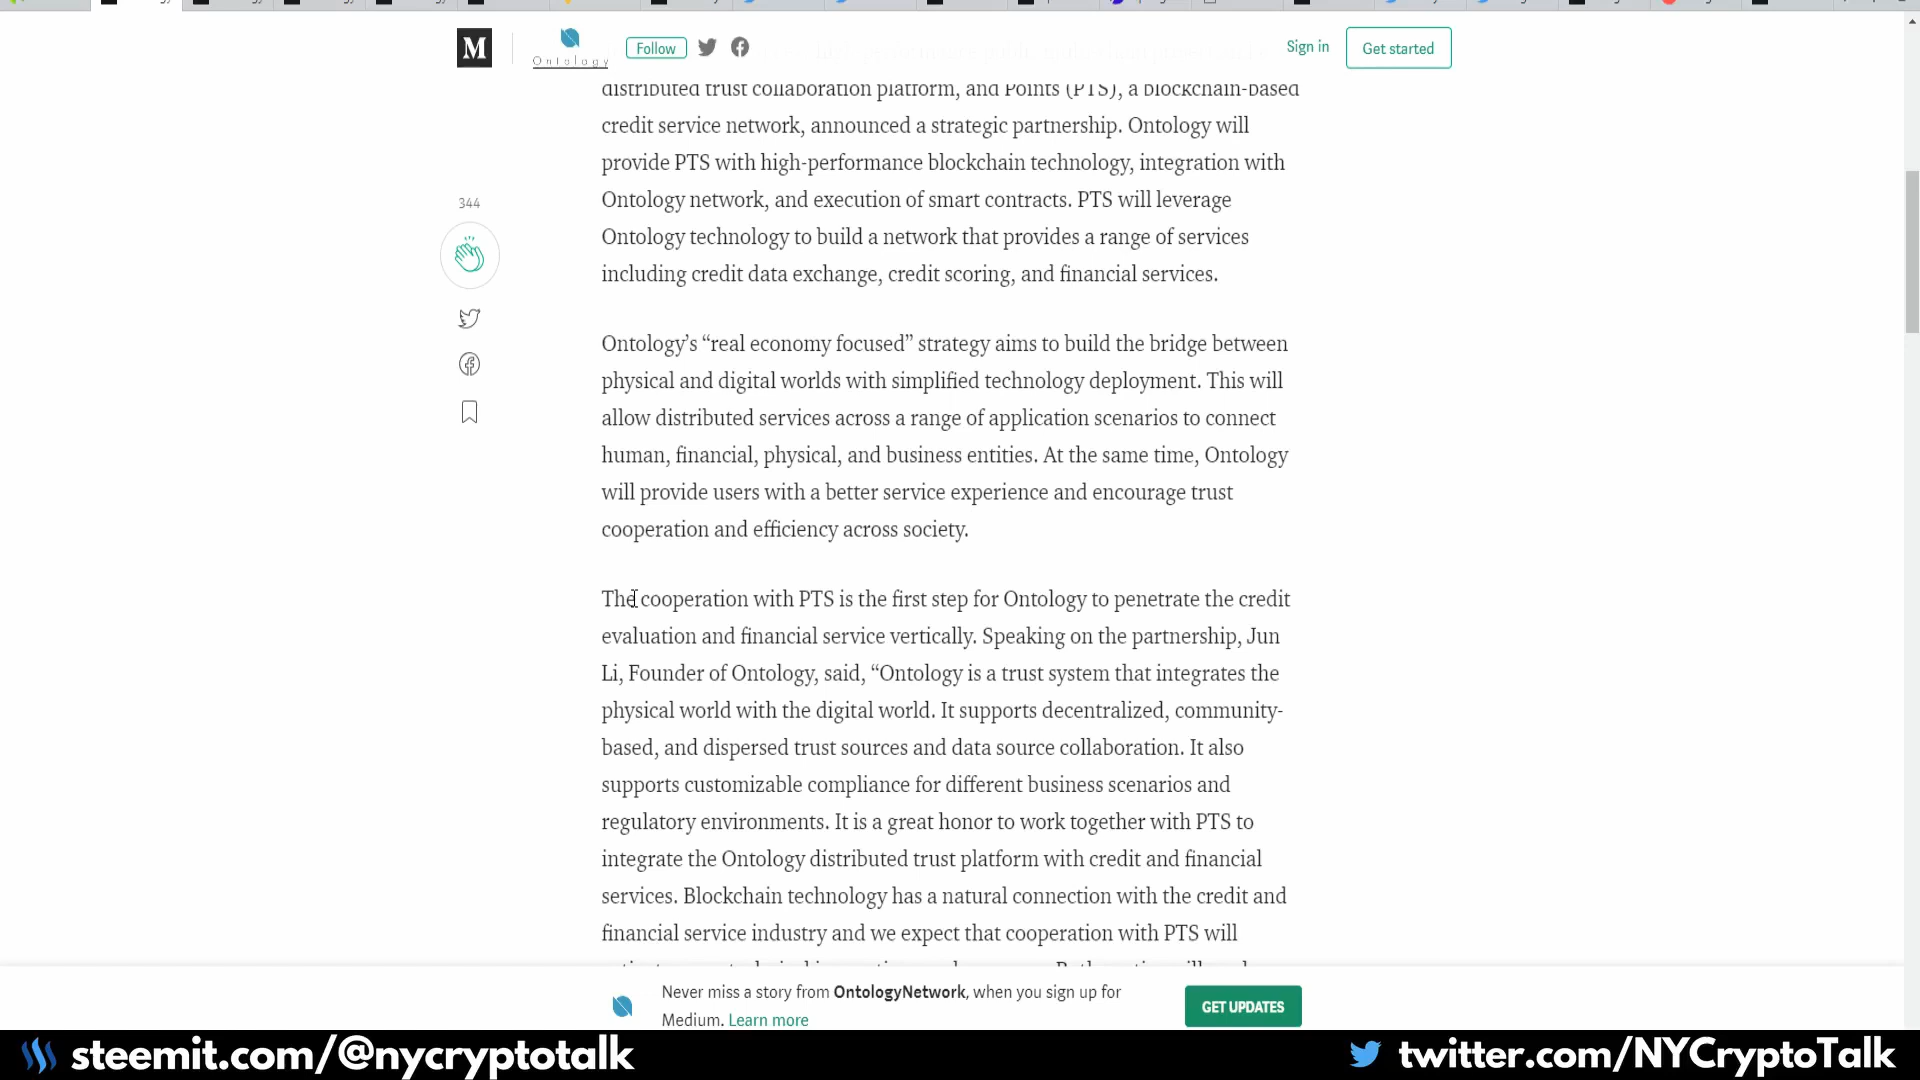 M
Ontology
Follow
Sign in
Get started
distributed trust collaboration platform, and Points (PTS), a blockchain-based
credit service network, announced a strategic partnership. Ontology will
provide PTS with high-performance blockchain technology, integration with
344
Ontology network, and execution of smart contracts. PTS will leverage
Ontology technology to build a network that provides a range of services
including credit data exchange, credit scoring, and financial services.
Ontology’s “real economy focused” strategy aims to build the bridge between
physical and digital worlds with simplified technology deployment. This will
allow distributed services across a range of application scenarios to connect
human, financial, physical, and business entities. At the same time, Ontology
will provide users with a better service experience and encourage trust
cooperation and efficiency across society.
The cooperation with PTS is the first step for Ontology to penetrate the credit
evaluation and financial service vertically. Speaking on the partnership, Jun
Li, Founder of Ontology, said, “Ontology is a trust system that integrates the
physical world with the digital world. It supports decentralized, community-
based, and dispersed trust sources and data source collaboration. It also
supports customizable compliance for different business scenarios and
regulatory environments. It is a great honor to work together with PTS to
integrate the Ontology distributed trust platform with credit and financial
services. Blockchain technology has a natural connection with the credit and
financial service industry and we expect that cooperation with PTS will
Never miss a story from OntologyNetwork, when you sign up for
Medium. Learn more
GET UPDATES
steemit.com/@nycryptotalk
twitter.com/NYCryptoTalk